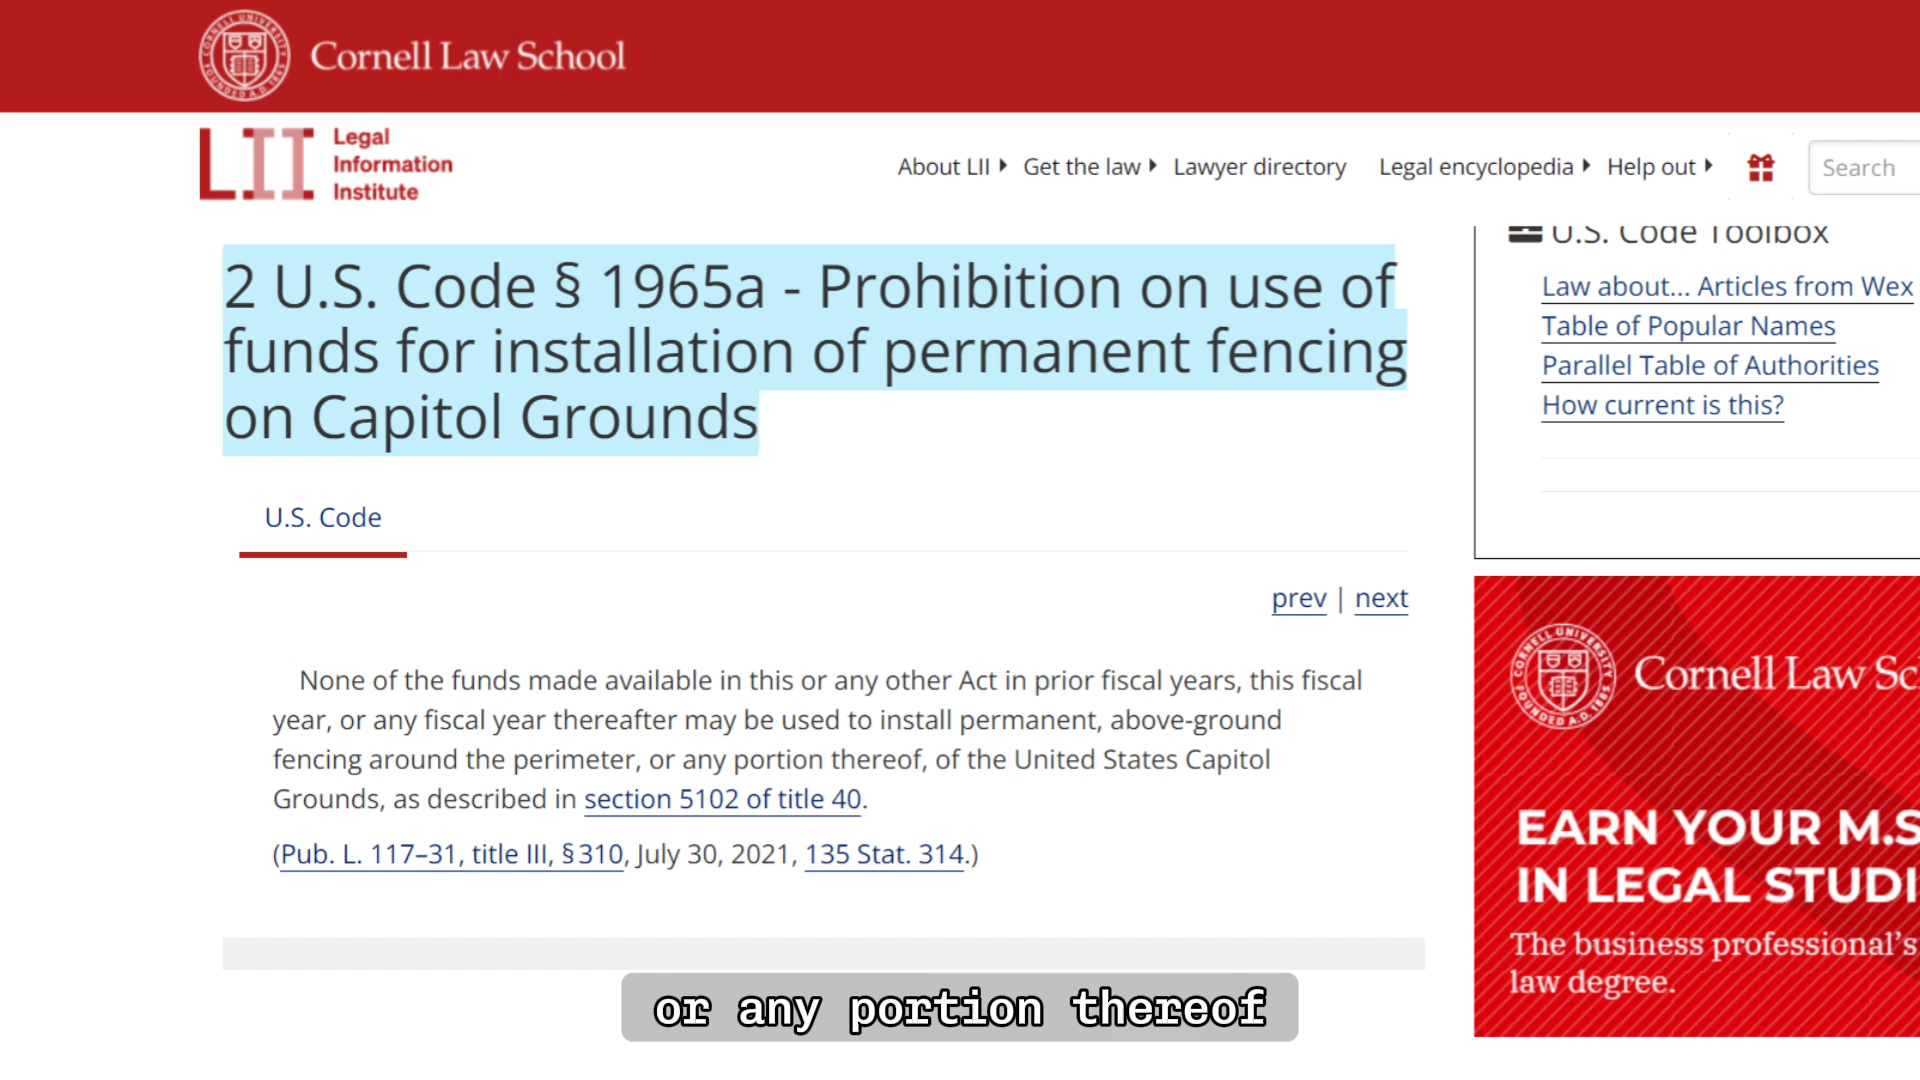 Cornell Law School
LII
Legal
Information
Institute
About LII Get the law Lawyer directory Legal encyclopedia Help out Search
U.S. Code Toolbox
Law about... Articles from Wex
Table of Popular Names
Parallel Table of Authorities
How current is this?
2 U.S. Code § 1965a - Prohibition on use of
funds for installation of permanent fencing
on Capitol Grounds
U.S. Code
prev | next
None of the funds made available in this or any other Act in prior fiscal years, this fiscal
year, or any fiscal year thereafter may be used to install permanent, above-ground
fencing around the perimeter, or any portion thereof, of the United States Capitol
Grounds, as described in section 5102 of title 40.
(Pub. L. 117–31, title III, § 310, July 30, 2021, 135 Stat. 314.)
Cornell Law Sc
EARN YOUR M.S
IN LEGAL STUDI
The business professional's
law degree.
or any portion thereof